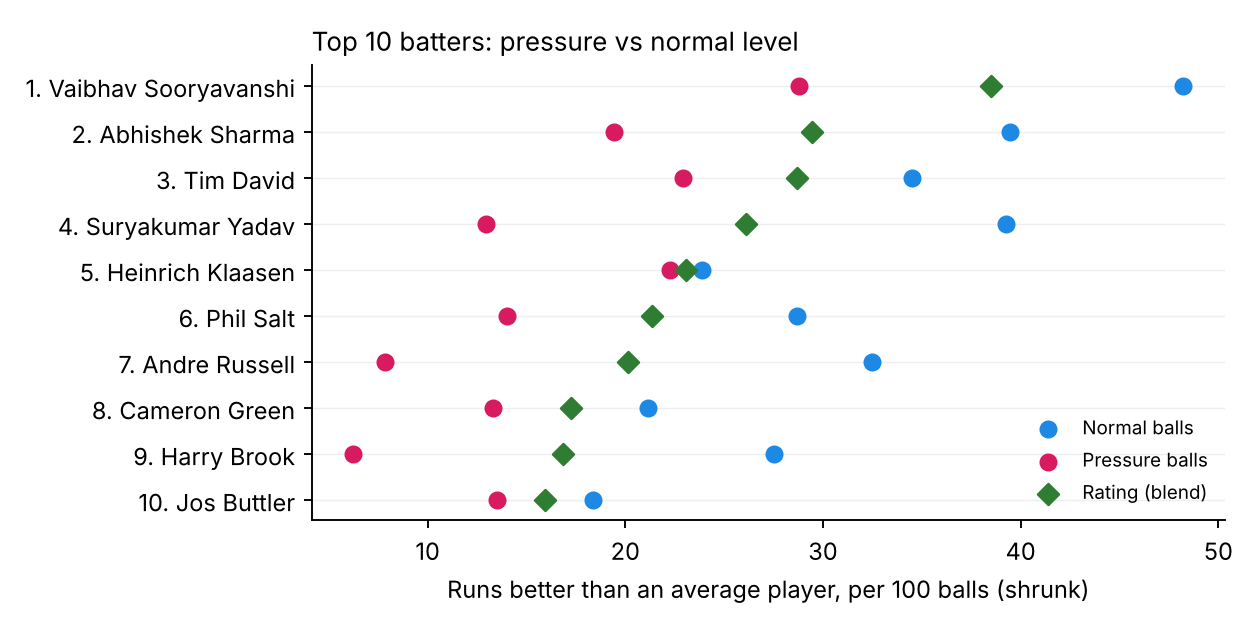 Top 10 batters: pressure vs normal level
1. Vaibhav Sooryavanshi
2. Abhishek Sharma
3. Tim David
4. Suryakumar Yadav
5. Heinrich Klaasen
6. Phil Salt
7. Andre Russell
8. Cameron Green
9. Harry Brook
10. Jos Buttler
Normal balls
Pressure balls
Rating (blend)
10 20 30 40 50
Runs better than an average player, per 100 balls (shrunk)